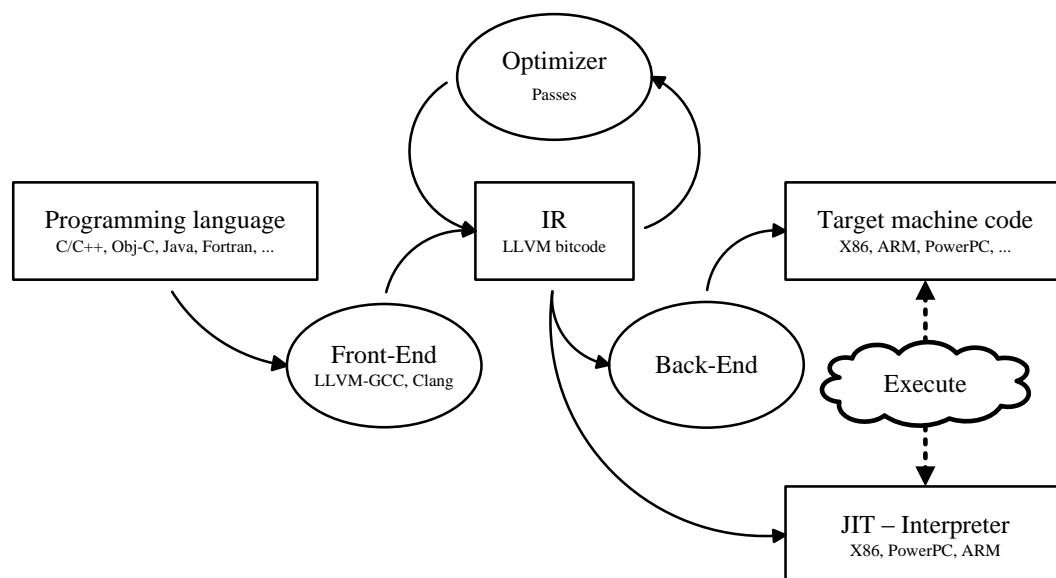 Optimizer
Passes
Programming language
C/C++, Obj-C, Java, Fortran, ...
IR
LLVM bitcode
Target machine code
X86, ARM, PowerPC, ...
Front-End
LLVM-GCC, Clang
Back-End
Execute
JIT – Interpreter
X86, PowerPC, ARM